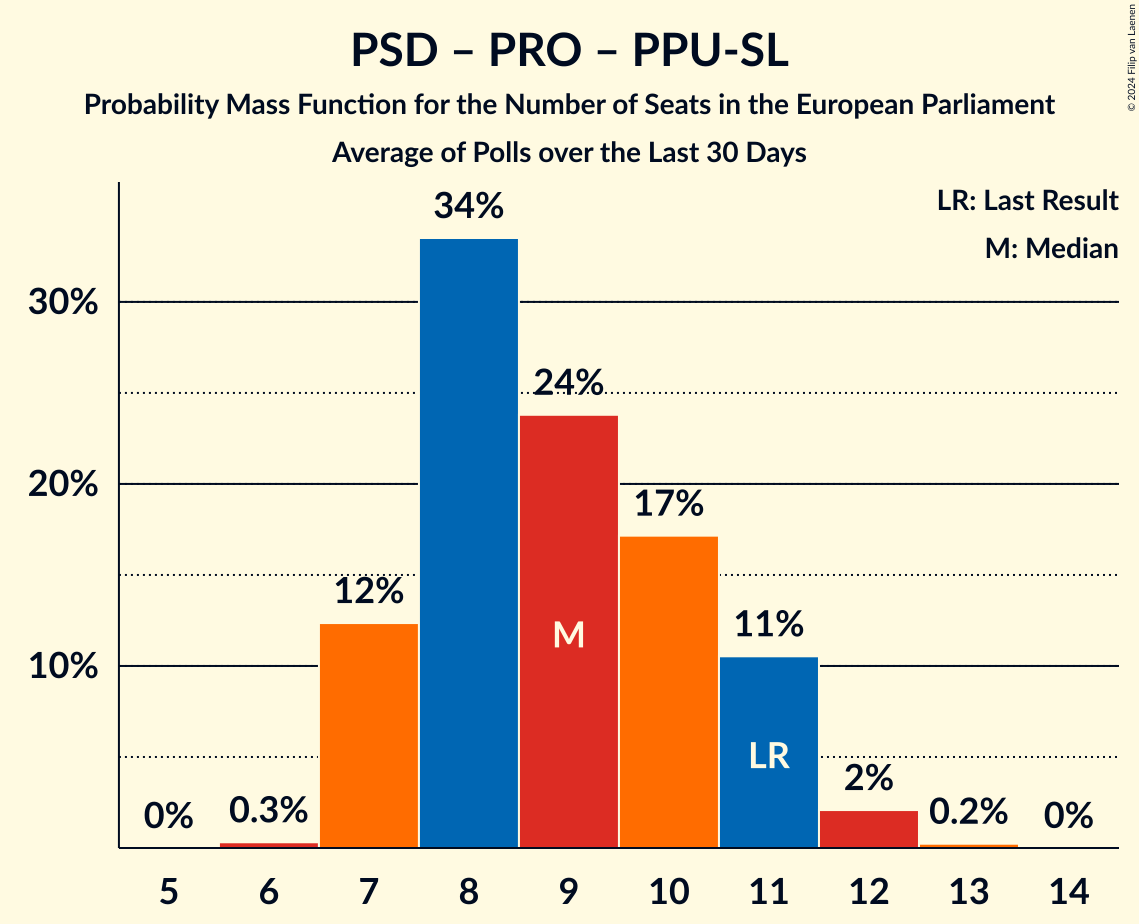 PSD – PRO – PPU-SL
Probability Mass Function for the Number of Seats in the European Parliament
Average of Polls over the Last 30 Days
© 2024 Filip van Laenen
LR: Last Result
M: Median
34%
30%
24%
20%
17%
12%
11%
M
10%
LR
2%
0%
0.3%
0.2%
0%
5 6 7 8 9 10 11 12 13 14